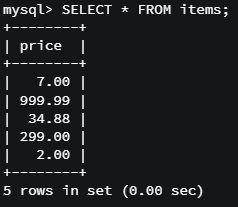 mysql> SELECT * FROM items;
+--------+
| price  |
+--------+
|   7.00 |
| 999.99 |
|  34.88 |
| 299.00 |
|   2.00 |
+--------+
5 rows in set (0.00 sec)